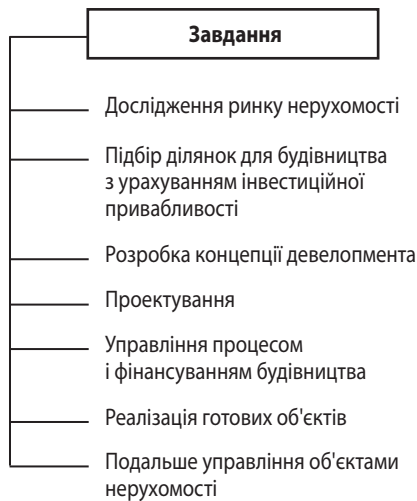 Завдання
Дослідження ринку нерухомості
Підбір ділянок для будівництва
з урахуванням інвестиційної
привабливості
Розробка концепції девелопмента
Проектування
Управління процесом
і фінансуванням будівництва
Реалізація готових об'єктів
Подальше управління об'єктами
нерухомості